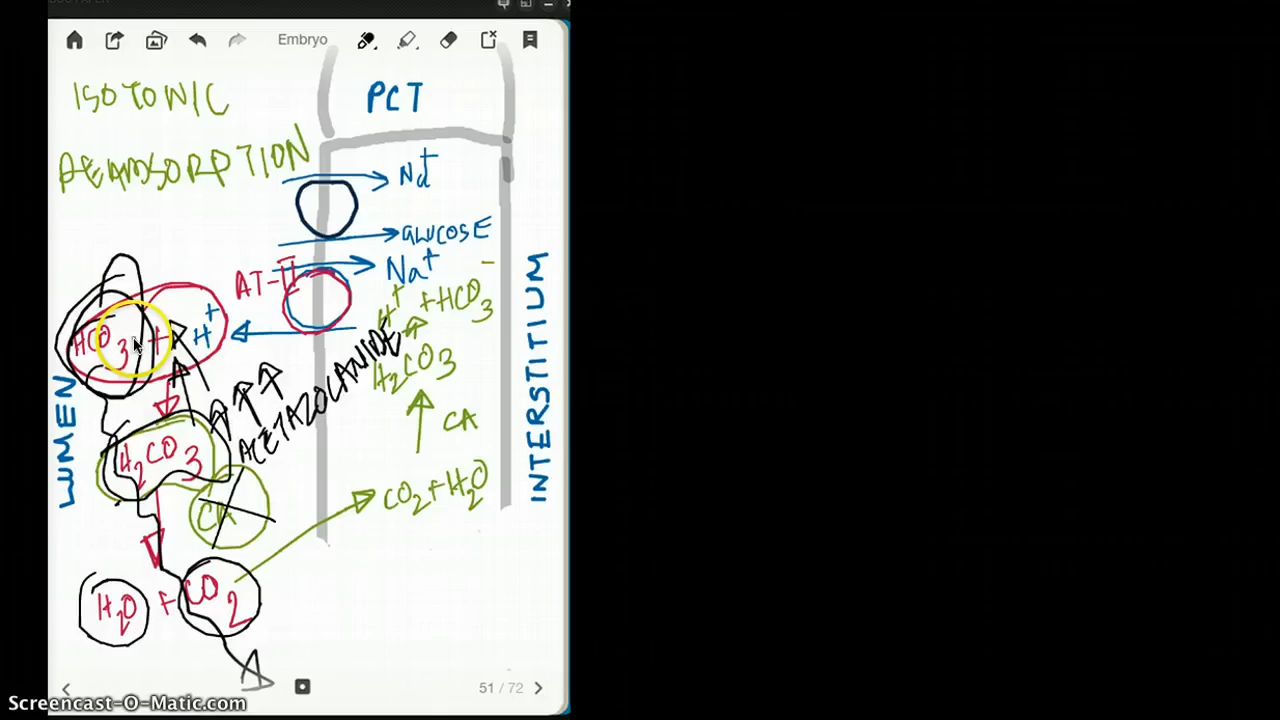 Embryo
ISOTONIC
REABSORPTION
PCT
Na+
GLUCOSE
Na+
AT-II
HCO3- + H+
H+ + HCO3-
H2CO3
ACETAZOLAMIDE
CA
LUMEN
INTERSTITIUM
H2CO3
CA
CO2+H2O
H2O + CO2
51 / 72
Screencast-O-Matic.com